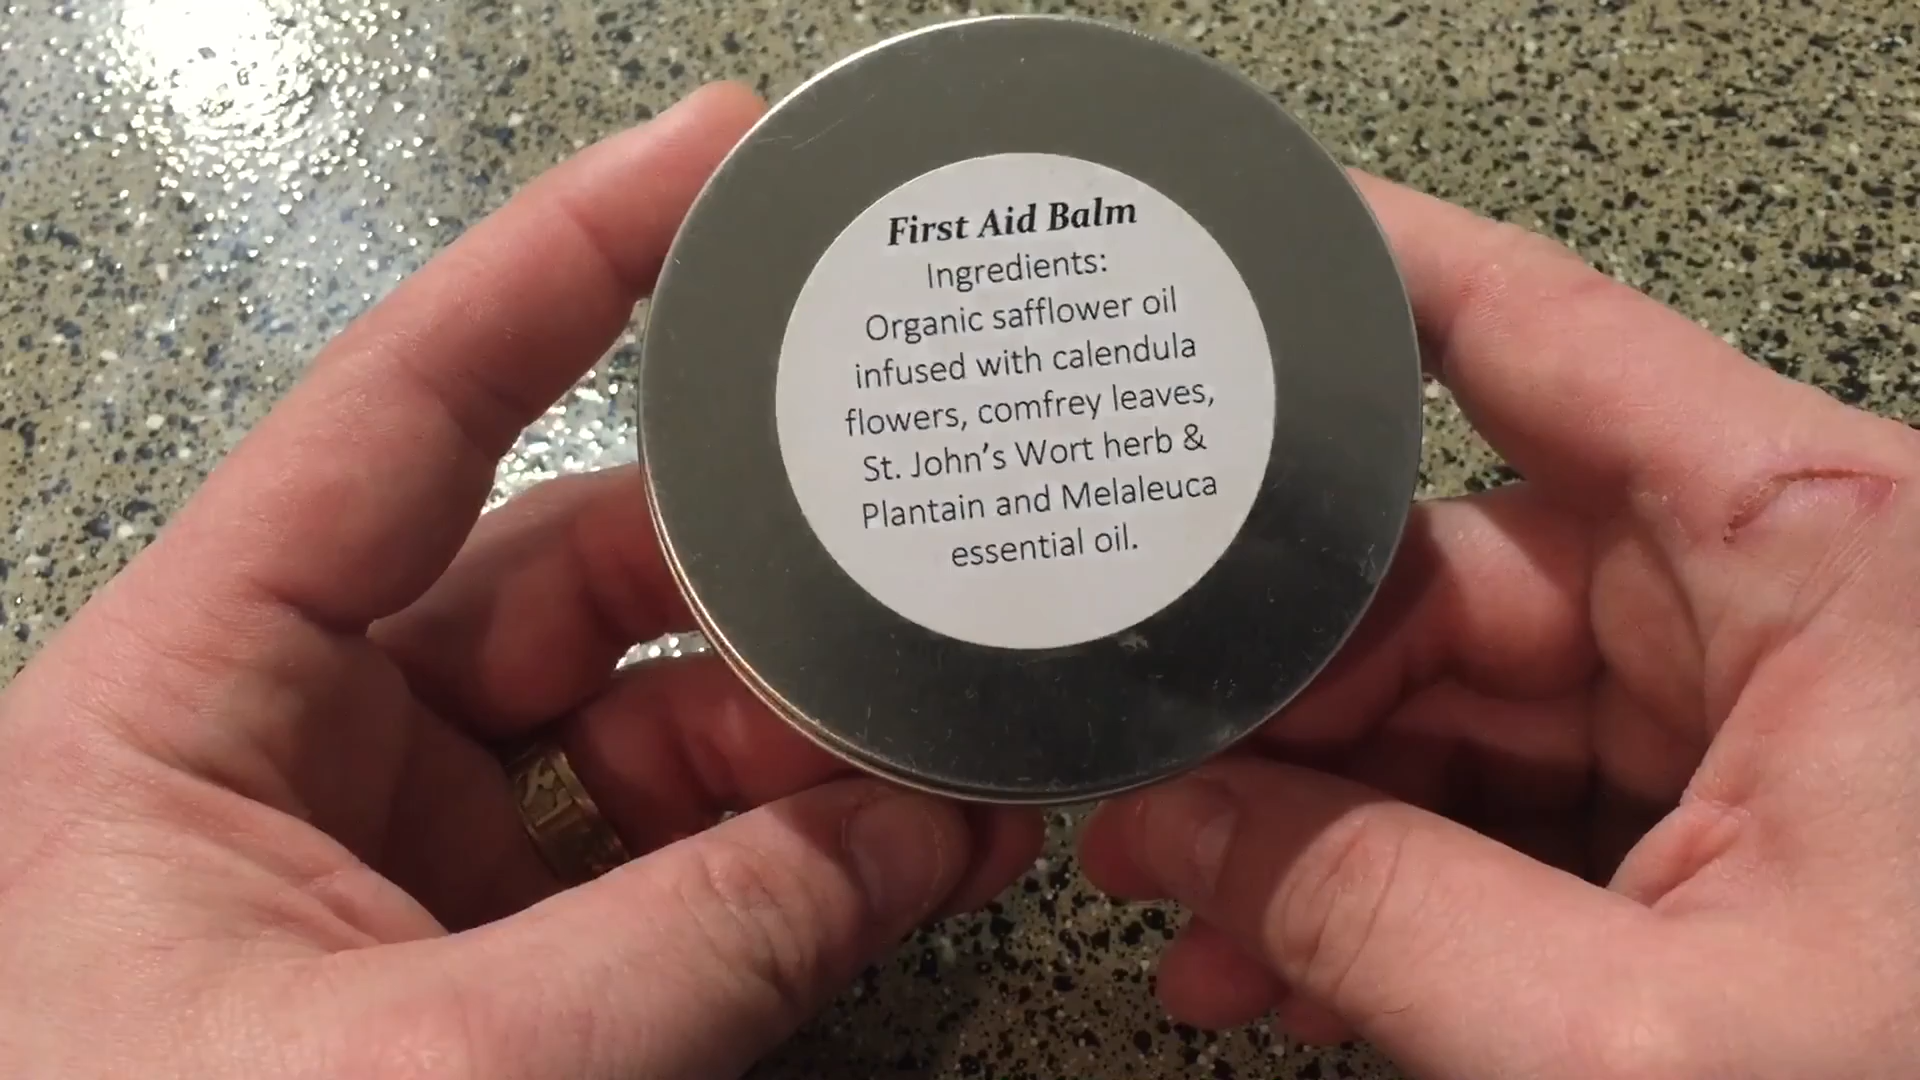 First Aid Balm
Ingredients:
Organic safflower oil
infused with calendula
flowers, comfrey leaves,
St. John's Wort herb &
Plantain and Melaleuca
essential oil.